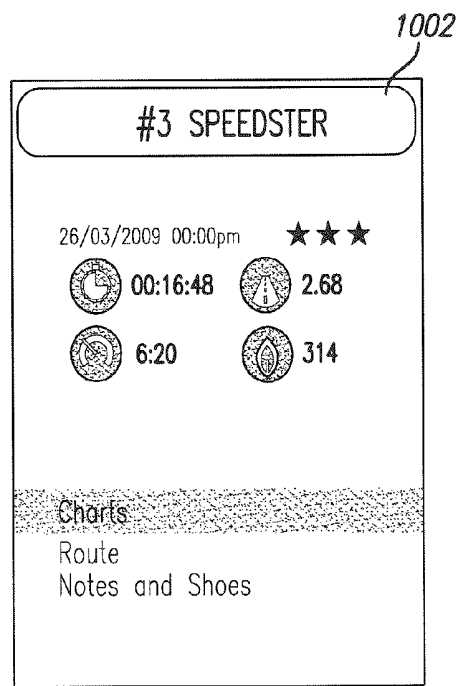 1002
#3 SPEEDSTER
26/03/2009 00:00pm ★★★
00:16:48 2.68
6:20 314
Charts
Route
Notes and Shoes